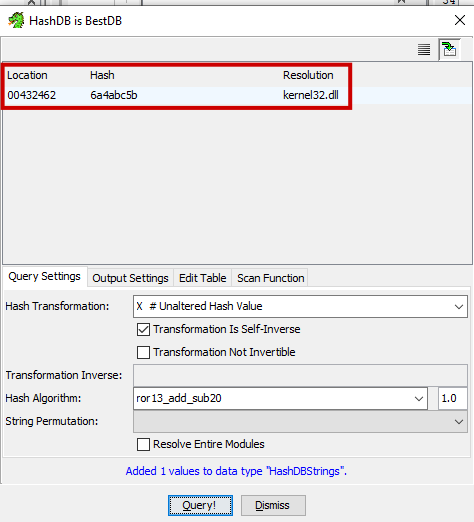 HashDB is BestDB
Location Hash Resolution
00432462 6a4abc5b kernel32.dll
Query Settings Output Settings Edit Table Scan Function
Hash Transformation: X # Unaltered Hash Value
Transformation Is Self-Inverse
Transformation Not Invertible
Transformation Inverse:
Hash Algorithm: ror13_add_sub20 1.0
String Permutation:
Resolve Entire Modules
Added 1 values to data type "HashDBStrings".
Query! Dismiss